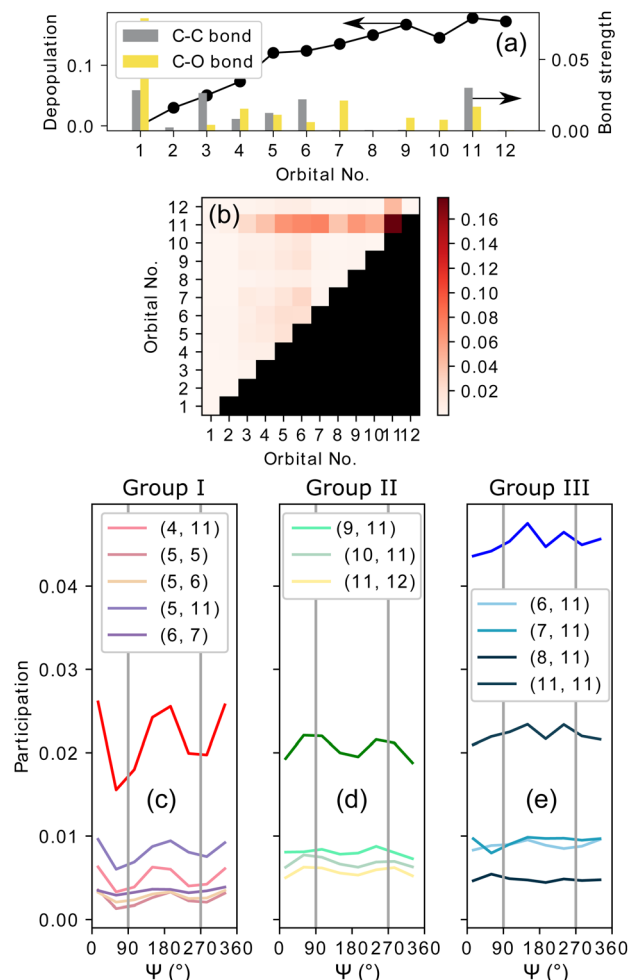 C-C bond
C-O bond
(a)
Depopulation
0.1
0.0
0.05
0.00
Bond strength
1 2 3 4 5 6 7 8 9 10 11 12
Orbital No.
(b)
Orbital No.
12
11
10
9
8
7
6
5
4
3
2
1
1 2 3 4 5 6 7 8 9 10 11 12
Orbital No.
0.16
0.14
0.12
0.10
0.08
0.06
0.04
0.02
Group I
Group II
Group III
(4, 11)
(5, 5)
(5, 6)
(5, 11)
(6, 7)
(9, 11)
(10, 11)
(11, 12)
(6, 11)
(7, 11)
(8, 11)
(11, 11)
Participation
0.04
0.03
0.02
0.01
0.00
(c)
(d)
(e)
0 90 180 270 360
0 90 180 270 360
0 90 180 270 360
Ψ (°)
Ψ (°)
Ψ (°)